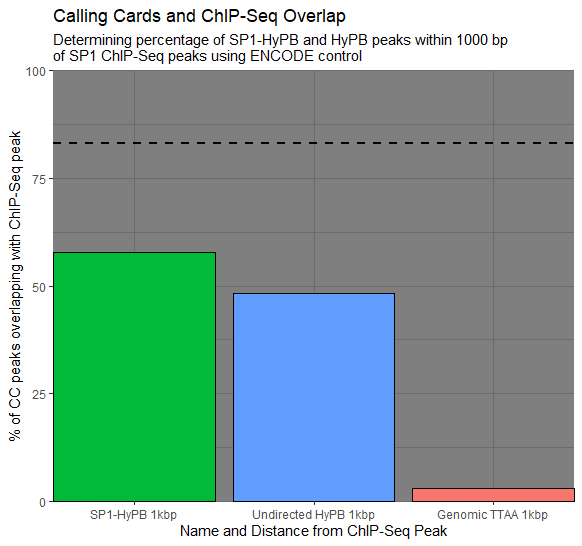 Calling Cards and ChIP-Seq Overlap
Determining percentage of SP1-HyPB and HyPB peaks within 1000 bp
of SP1 ChIP-Seq peaks using ENCODE control
% of CC peaks overlapping with ChIP-Seq peak
100
75
50
25
0
SP1-HyPB 1kbp
Undirected HyPB 1kbp
Genomic TTAA 1kbp
Name and Distance from ChIP-Seq Peak